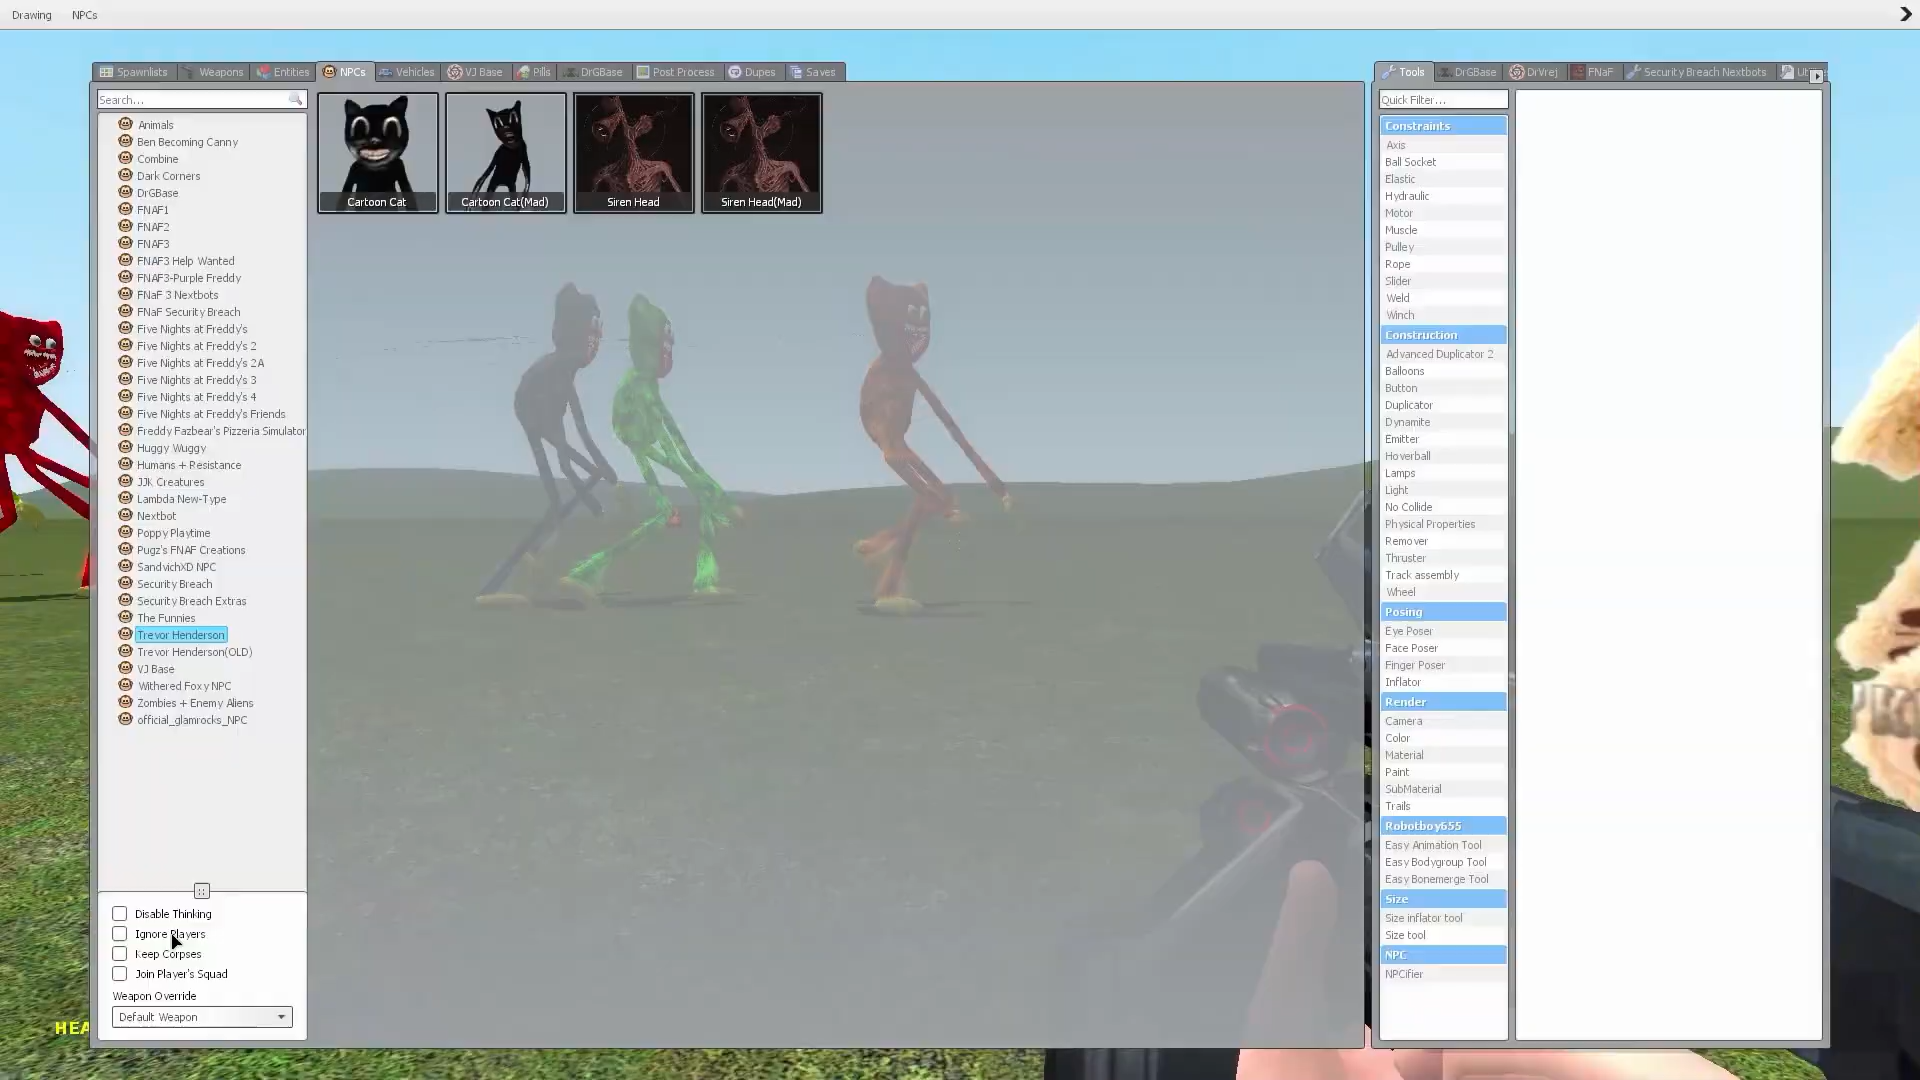 Drawing NPCs
Spawnlists Weapons Entities NPCs Vehicles VJ Base Pills DrGBase Post Process Dupes Saves
Tools DrGBase DrVrej FNaF Security Breach Nextbots
Search...
Animals
Ben Becoming Canny
Combine
Dark Corners
DrGBase
FNAF1
FNAF2
FNAF3
FNAF3 Help Wanted
FNAF3-Purple Freddy
FNaF 3 Nextbots
FNaF Security Breach
Five Nights at Freddy's
Five Nights at Freddy's 2
Five Nights at Freddy's 2A
Five Nights at Freddy's 3
Five Nights at Freddy's 4
Five Nights at Freddy's Friends
Freddy Fazbear's Pizzeria Simulator
Huggy Wuggy
Humans + Resistance
JJK Creatures
Lambda New-Type
Nextbot
Poppy Playtime
Pugz's FNAF Creations
SandvichXD NPC
Security Breach
Security Breach Extras
The Funnies
Trevor Henderson
Trevor Henderson(OLD)
VJ Base
Withered Foxy NPC
Zombies + Enemy Aliens
official_glamrocks_NPC
Disable Thinking
Ignore Players
Keep Corpses
Join Player's Squad
Weapon Override
Default Weapon
HEA
Cartoon Cat
Cartoon Cat(Mad)
Siren Head
Siren Head(Mad)
Quick Filter...
Constraints
Axis
Ball Socket
Elastic
Hydraulic
Motor
Muscle
Pulley
Rope
Slider
Weld
Winch
Construction
Advanced Duplicator 2
Balloons
Button
Duplicator
Dynamite
Emitter
Hoverball
Lamps
Light
No Collide
Physical Properties
Remover
Thruster
Track assembly
Wheel
Posing
Eye Poser
Face Poser
Finger Poser
Inflator
Render
Camera
Color
Material
Paint
SubMaterial
Trails
Robotboy655
Easy Animation Tool
Easy Bodygroup Tool
Easy Bonemerge Tool
Size
Size inflator tool
Size tool
NPC
NPCifier